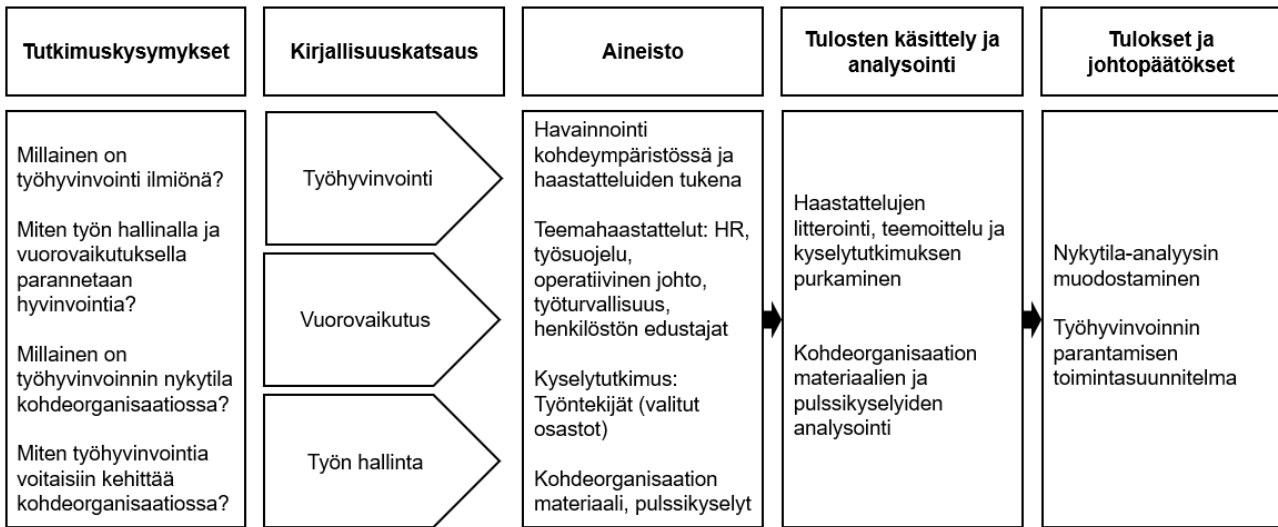 Tutkimuskysymykset
Kirjallisuuskatsaus
Aineisto
Tulosten käsittely ja
analysointi
Tulokset ja
johtopäätökset
Millainen on
työhyvinvointi ilmiönä?
Miten työn hallinalla ja
vuorovaikutuksella
parannetaan
hyvinvointia?
Millainen on
työhyvinvoinnin nykytila
kohdeorganisaatiossa?
Miten työhyvinvointia
voitaisiin kehittää
kohdeorganisaatiossa?
Työhyvinvointi
Vuorovaikutus
Työn hallinta
Havainnointi
kohdeympäristössä ja
haastatteluiden tukena
Teemahaastattelut: HR,
työsuojelu,
operatiivinen johto,
työturvallisuus,
henkilöstön edustajat
Kyselytutkimus:
Työntekijät (valitut
osastot)
Kohdeorganisaation
materiaali, pulssikyselyt
Haastattelujen
litterointi, teemoittelu ja
kyselytutkimuksen
purkaminen
Kohdeorganisaation
materiaalien ja
pulssikyselyiden
analysointi
Nykytila-analyysin
muodostaminen
Työhyvinvoinnin
parantamisen
toimintasuunnitelma